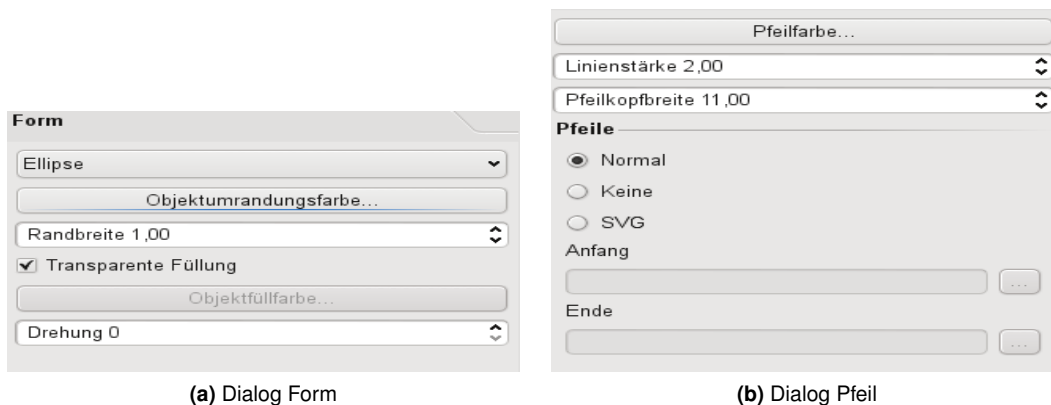 Form
Ellipse
Objektumrandungsfarbe...
Randbreite 1,00
Transparente Füllung
Objektfüllfarbe...
Drehung 0
(a) Dialog Form
Pfeilfarbe...
Linienstärke 2,00
Pfeilkopfbreite 11,00
Pfeile
Normal
Keine
SVG
Anfang
...
Ende
...
(b) Dialog Pfeil